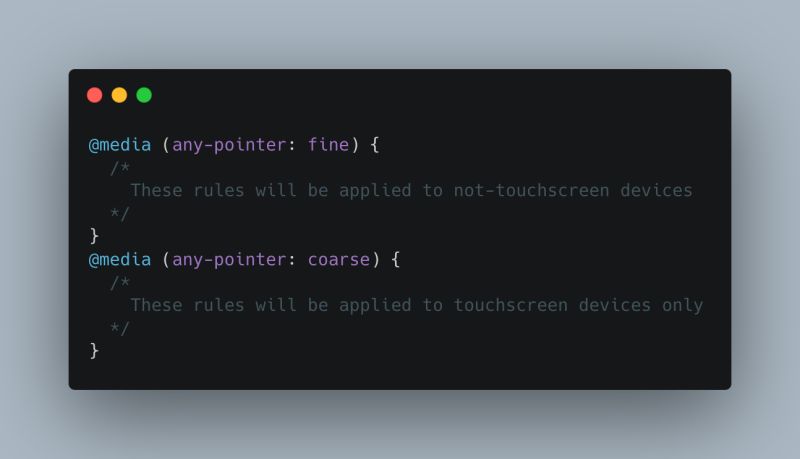 @media (any-pointer: fine) {
  /*
    These rules will be applied to not-touchscreen devices
  */
}
@media (any-pointer: coarse) {
  /*
    These rules will be applied to touchscreen devices only
  */
}